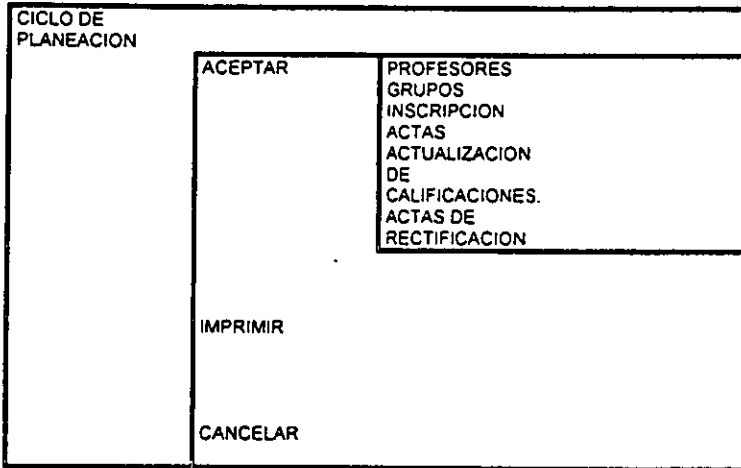 CICLO DE
PLANEACION
ACEPTAR
PROFESORES
GRUPOS
INSCRIPCION
ACTAS
ACTUALIZACION
DE
CALIFICACIONES.
ACTAS DE
RECTIFICACION
IMPRIMIR
CANCELAR